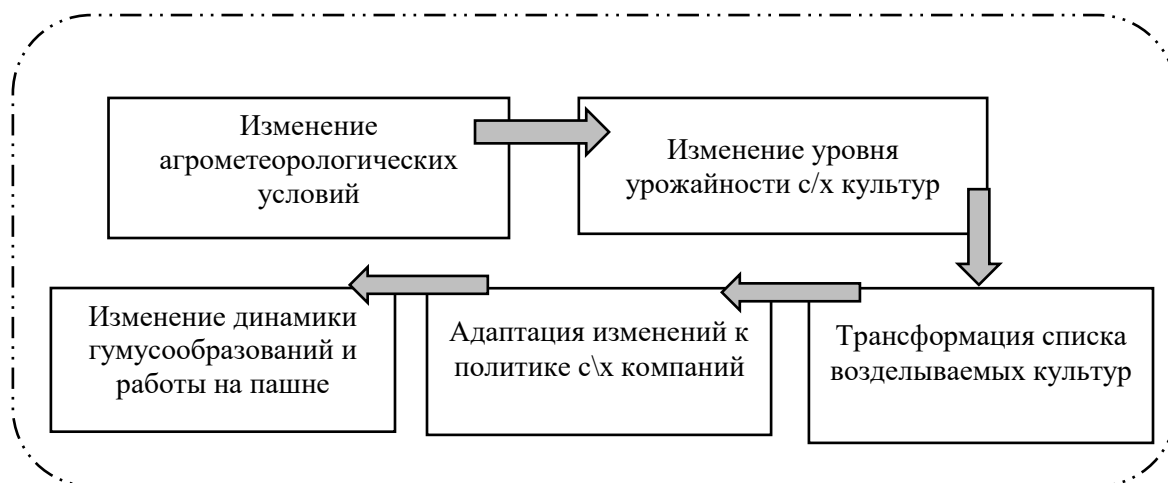 Изменение
агрометеорологических
условий
Изменение уровня
урожайности с/х культур
Изменение динамики
гумусообразований и
работы на пашне
Адаптация изменений к
политике с\х компаний
Трансформация списка
возделываемых культур